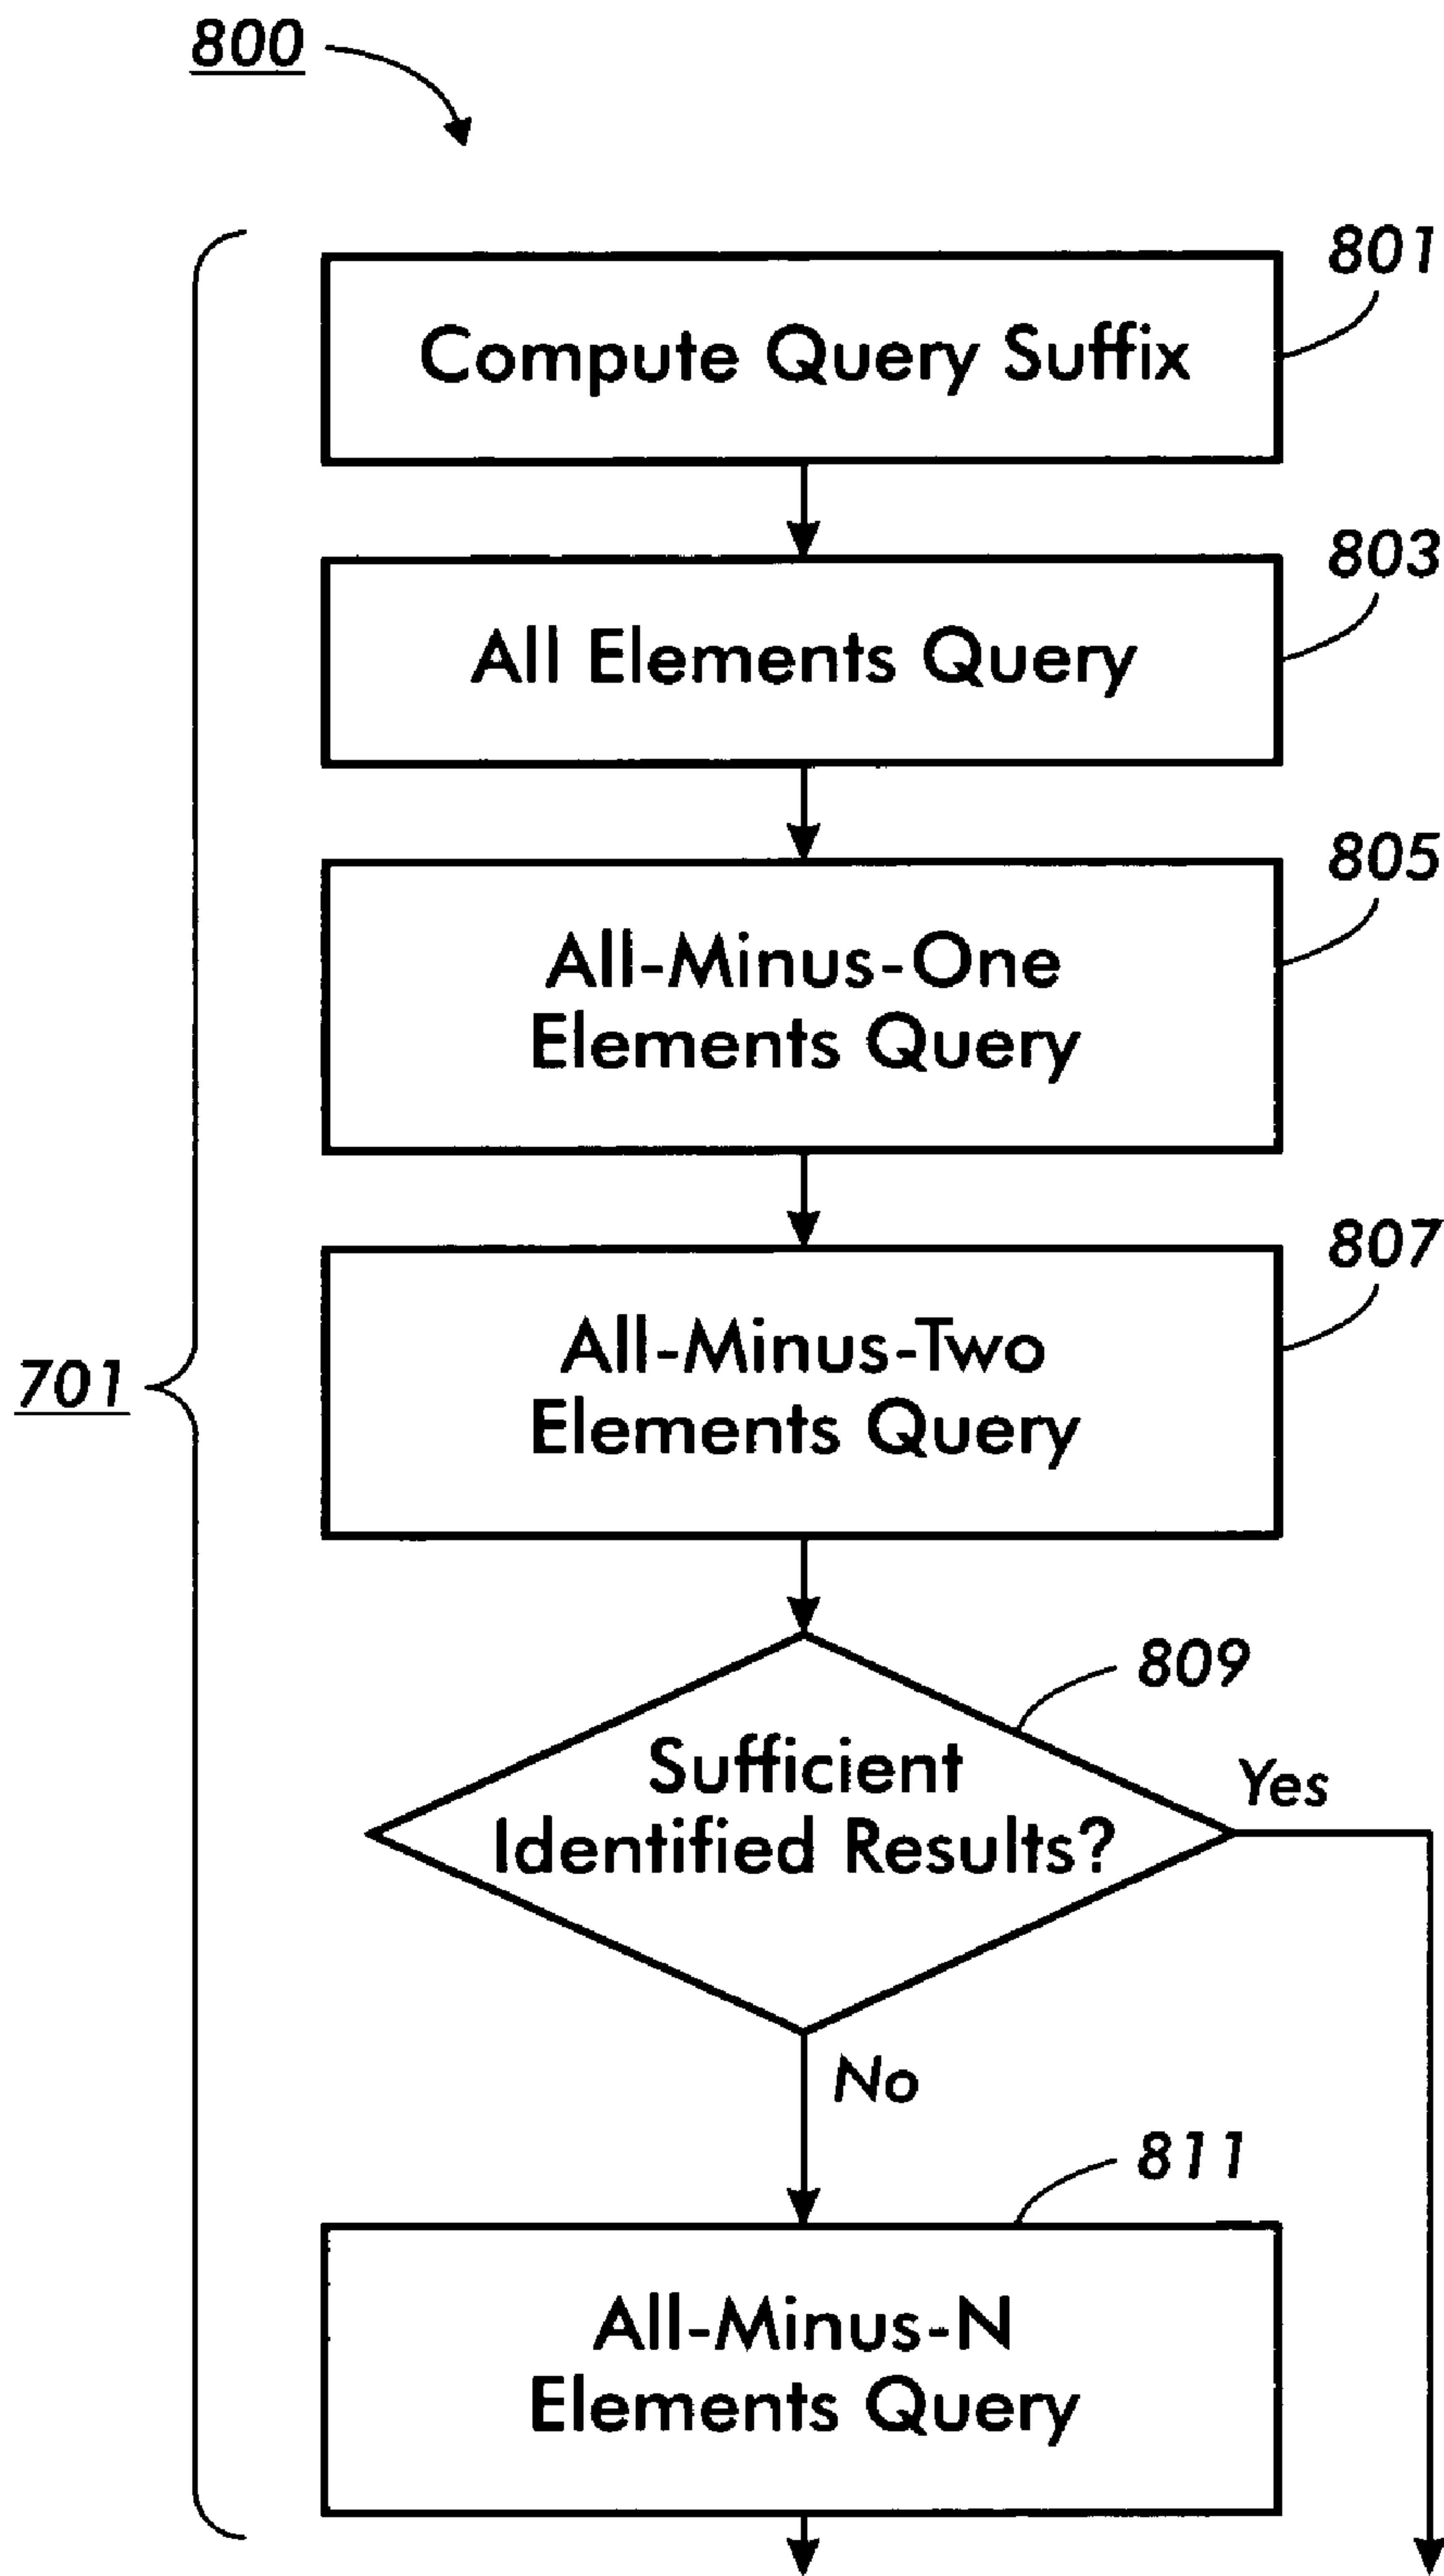 800
801
Compute Query Suffix
803
All Elements Query
805
All-Minus-One
Elements Query
807
All-Minus-Two
Elements Query
701
809
Sufficient
Identified Results?
Yes
No
811
All-Minus-N
Elements Query